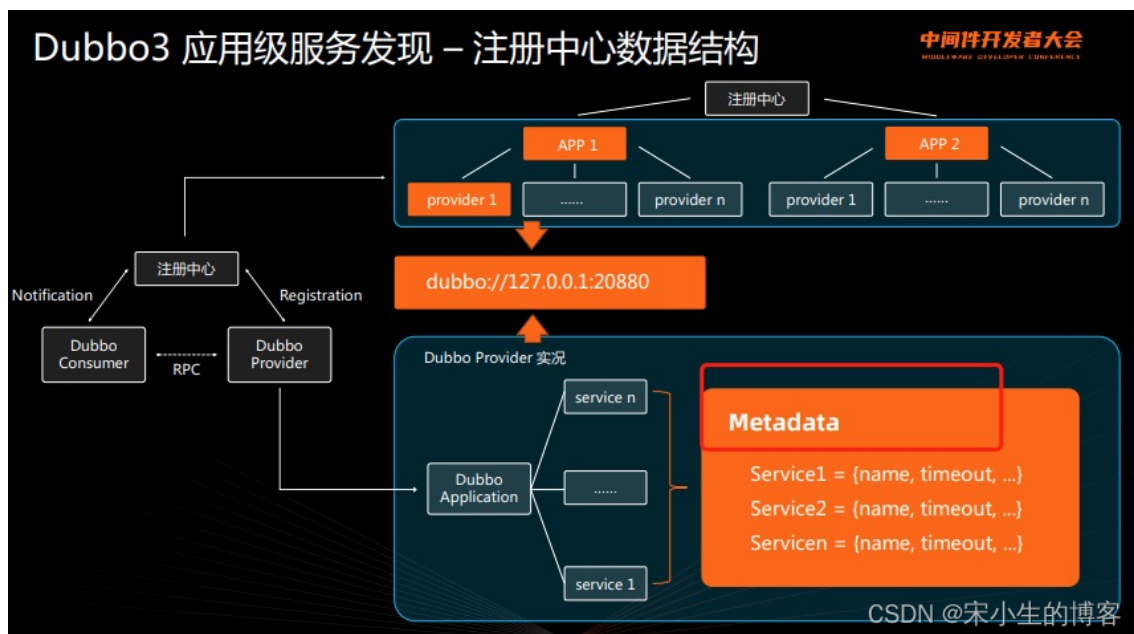 Dubbo3 应用级服务发现 – 注册中心数据结构
中间件开发者大会
MIDDLEWARE DEVELOPER CONFERENCE
注册中心
APP 1
APP 2
provider 1
......
provider n
provider 1
......
provider n
注册中心
Notification
Registration
Dubbo
Consumer
RPC
Dubbo
Provider
dubbo://127.0.0.1:20880
Dubbo Provider 实况
service n
Dubbo
Application
......
service 1
Metadata
Service1 = {name, timeout, ...}
Service2 = {name, timeout, ...}
Servicen = {name, timeout, ...}
CSDN @宋小生的博客